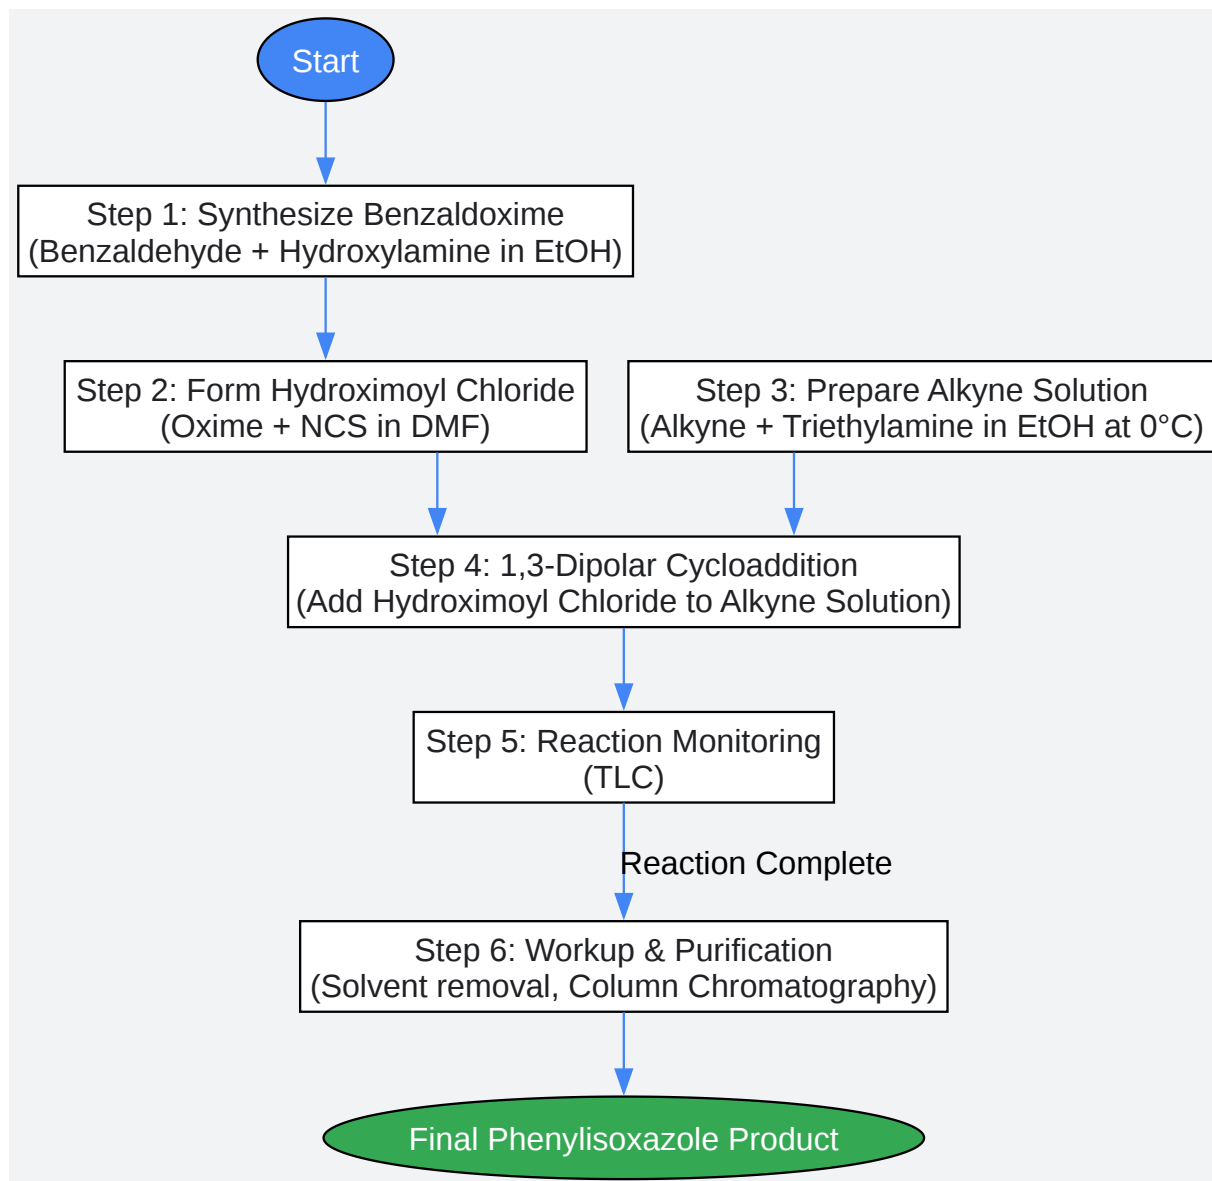 Start
Step 1: Synthesize Benzaldoxime
(Benzaldehyde + Hydroxylamine in EtOH)
Step 2: Form Hydroximoyl Chloride
(Oxime + NCS in DMF)
Step 3: Prepare Alkyne Solution
(Alkyne + Triethylamine in EtOH at 0°C)
Step 4: 1,3-Dipolar Cycloaddition
(Add Hydroximoyl Chloride to Alkyne Solution)
Step 5: Reaction Monitoring
(TLC)
Reaction Complete
Step 6: Workup & Purification
(Solvent removal, Column Chromatography)
Final Phenylisoxazole Product